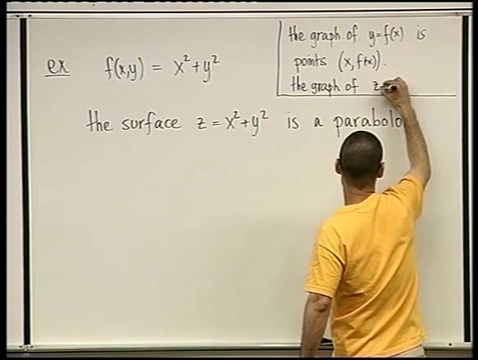 the graph of y=f(x) is
points (x, f(x)).
the graph of z=
ex f(x,y) = x²+y²
the surface z = x²+y² is a parabolo